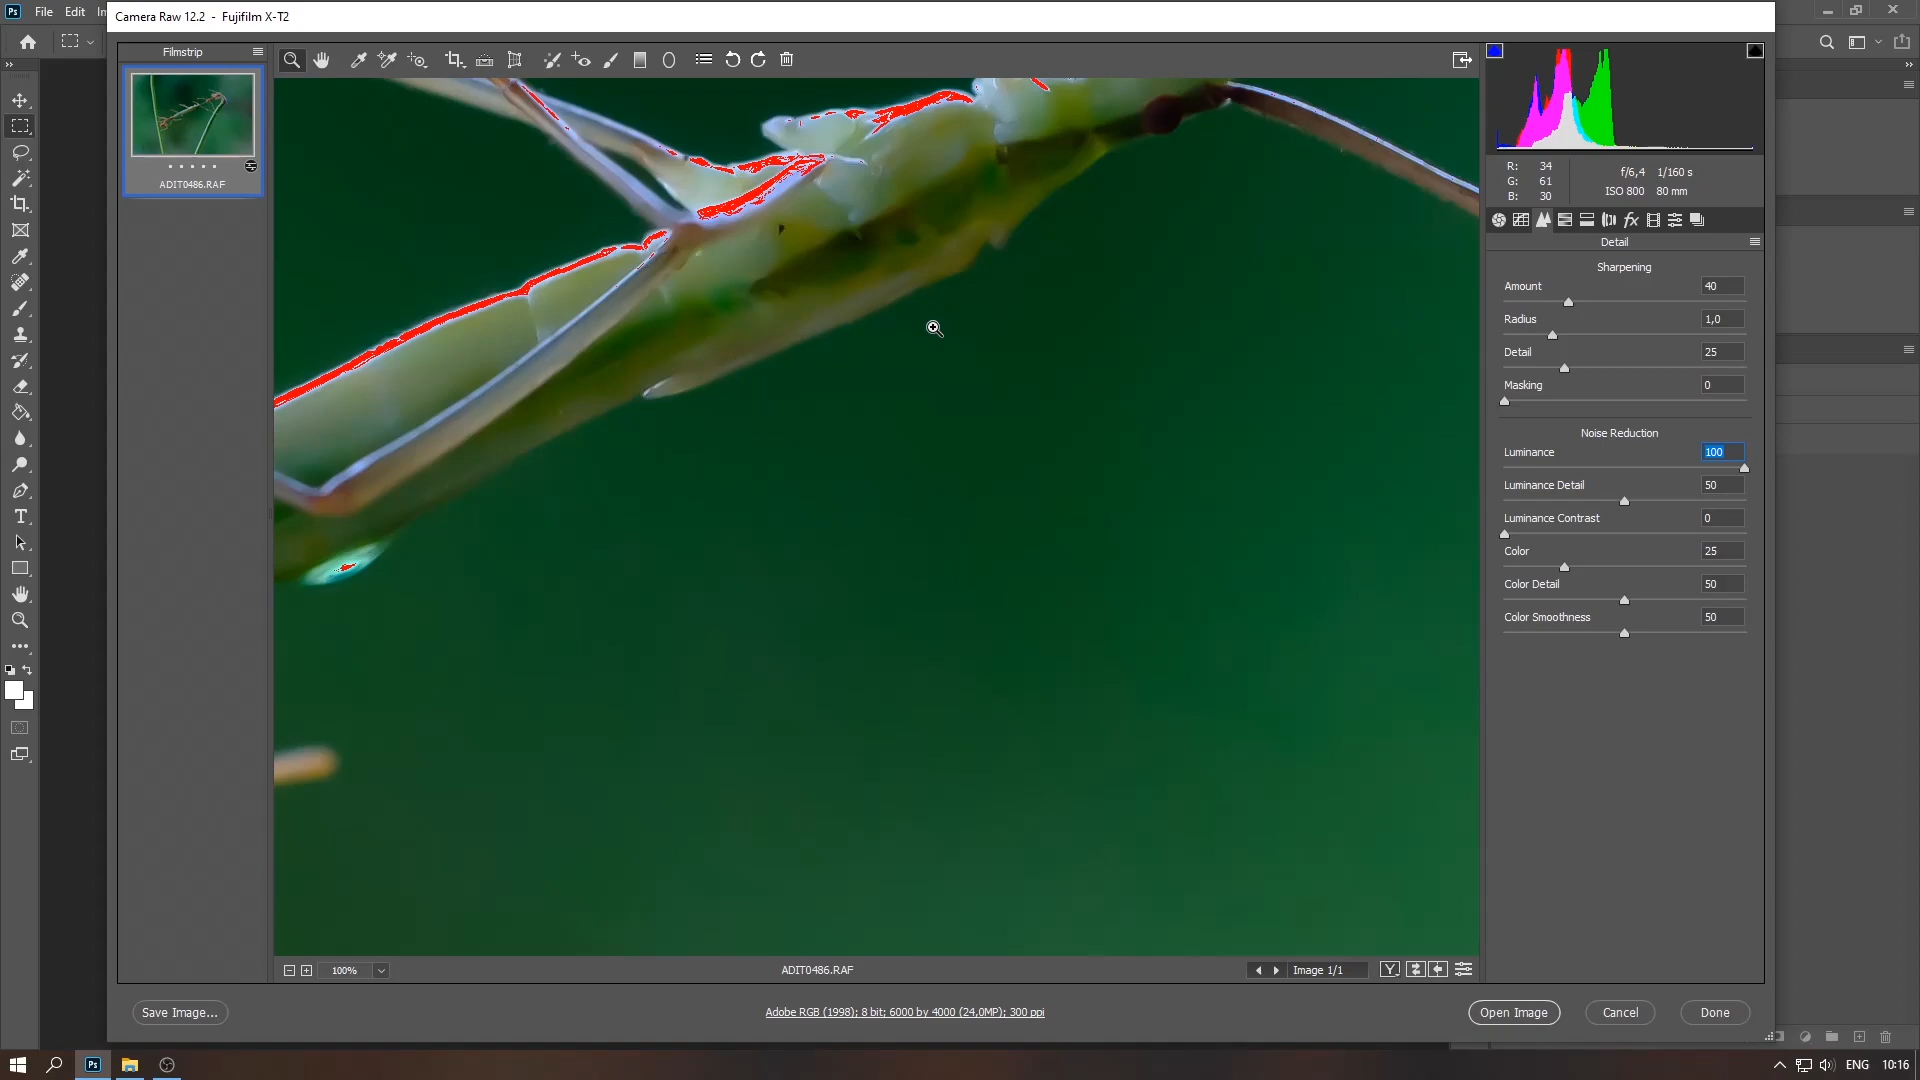 Ps File Edit In
Camera Raw 12.2 - Fujifilm X-T2
Filmstrip
ADIT0486.RAF
R: 34
G: 61
B: 30
f/6,4 1/160 s
ISO 800 80 mm
fx
Detail
Sharpening
Amount 40
Radius 1,0
Detail 25
Masking 0
Noise Reduction
Luminance 100
Luminance Detail 50
Luminance Contrast 0
Color 25
Color Detail 50
Color Smoothness 50
T
100% ADIT0486.RAF Image 1/1 Y
Save Image... Adobe RGB (1998); 8 bit; 6000 by 4000 (24,0MP); 300 ppi Open Image Cancel Done
Ps ENG 10:16